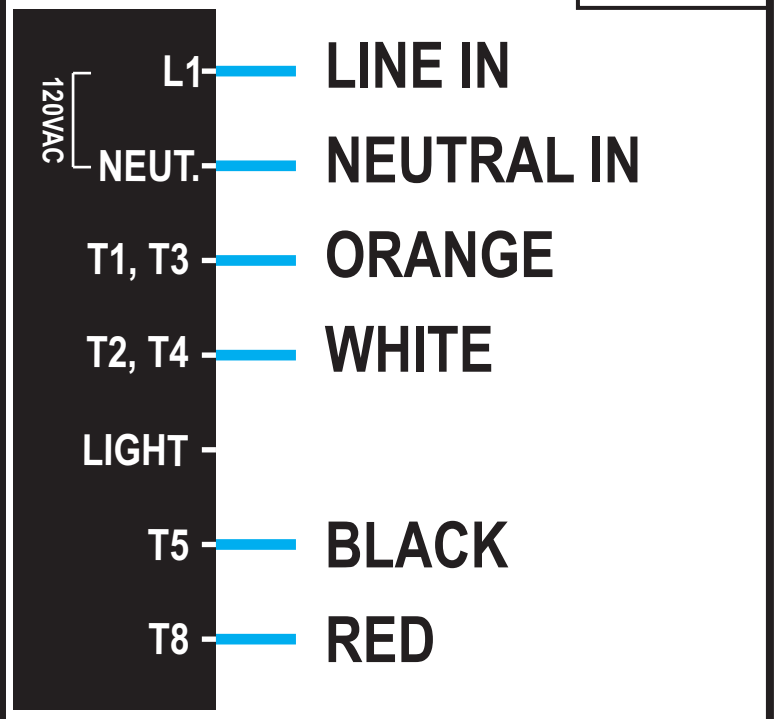 120VAC
L1 LINE IN
NEUT. NEUTRAL IN
T1, T3 ORANGE
T2, T4 WHITE
LIGHT
T5 BLACK
T8 RED